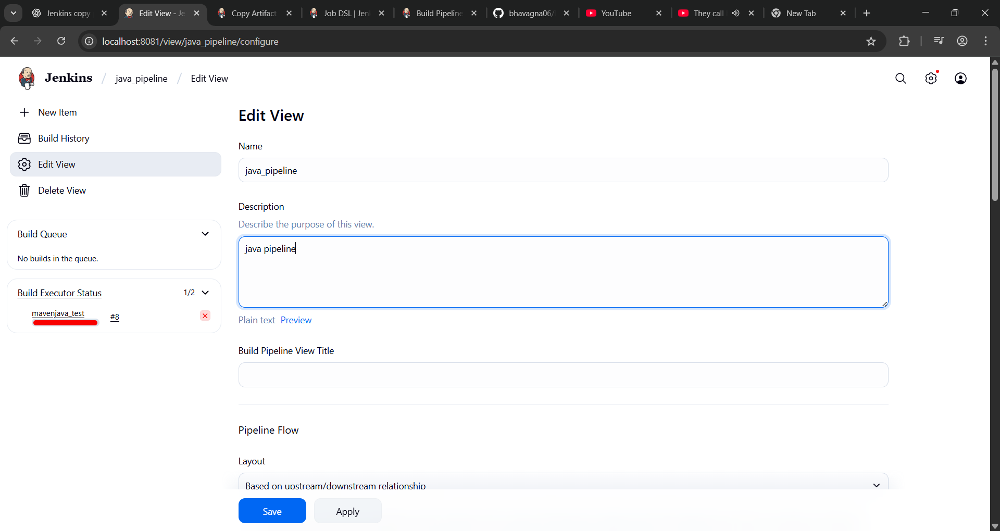 Jenkins copy
Edit View - Je
Copy Artifact
Job DSL | Jen
Build Pipeline
bhavagna06/
YouTube
They call
New Tab
localhost:8081/view/java_pipeline/configure
Jenkins / java_pipeline / Edit View
New Item
Build History
Edit View
Delete View
Build Queue
No builds in the queue.
Build Executor Status 1/2
mavenjava_test #8
Edit View
Name
java_pipeline
Description
Describe the purpose of this view.
java pipeline
Plain text Preview
Build Pipeline View Title
Pipeline Flow
Layout
Based on upstream/downstream relationship
Save Apply